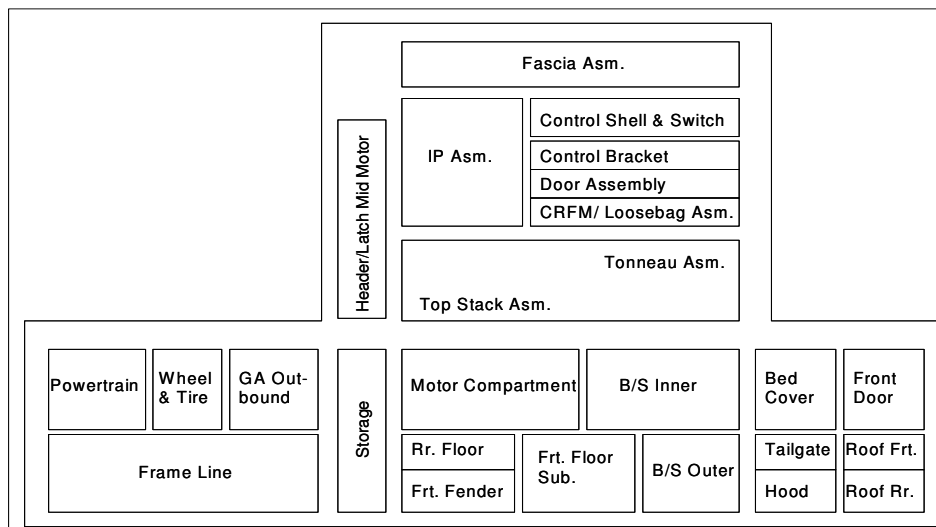 Fascia Asm.
Header/Latch Mid Motor
IP Asm.
Control Shell & Switch
Control Bracket
Door Assembly
CRFM/ Loosebag Asm.
Tonneau Asm.
Top Stack Asm.
Powertrain
Wheel
& Tire
GA Out-
bound
Frame Line
Storage
Motor Compartment
B/S Inner
Rr. Floor
Frt. Fender
Frt. Floor
Sub.
B/S Outer
Bed
Cover
Front
Door
Tailgate
Roof Frt.
Hood
Roof Rr.